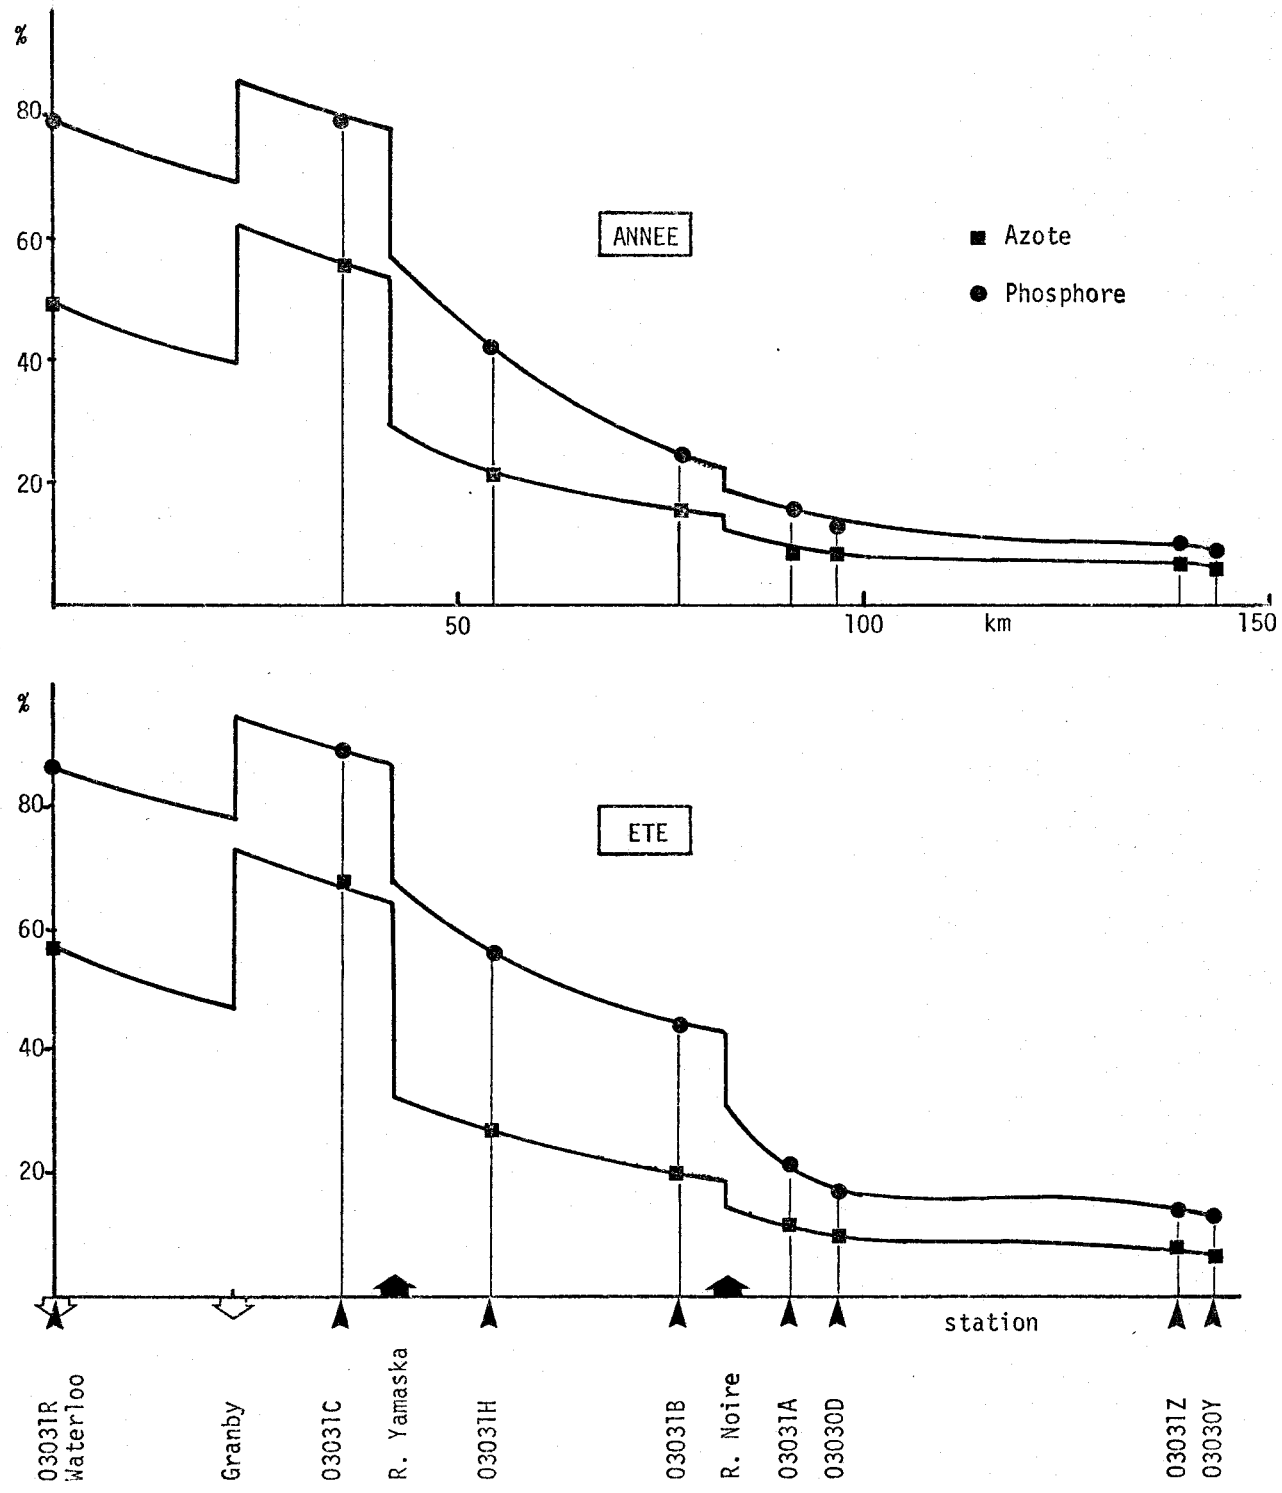 %
80
60
40
20
ANNEE
Azote
Phosphore
50
100
km
150
%
80
60
40
20
ETE
station
03031R
Waterloo
Granby
03031C
R. Yamaska
03031H
03031B
R. Noire
03031A
03030D
03031Z
03030Y